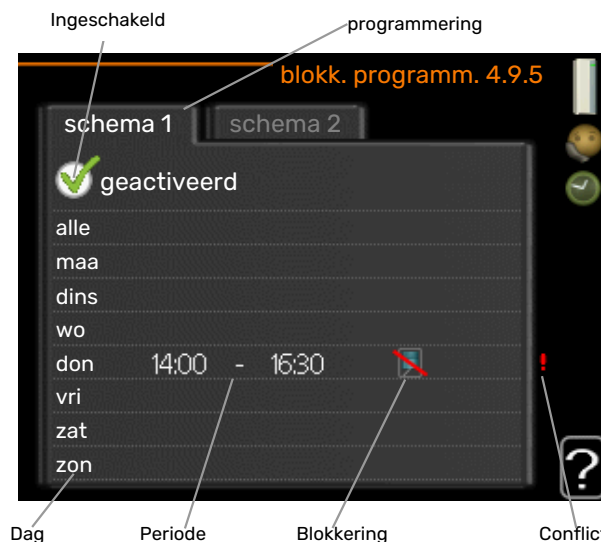 Ingeschakeld
programmering
blokk. programm. 4.9.5
schema 1
schema 2
geactiveerd
alle
maa
dins
wo
don 14:00 - 16:30 !
vri
zat
zon
?
Dag
Periode
Blokkering
Conflict